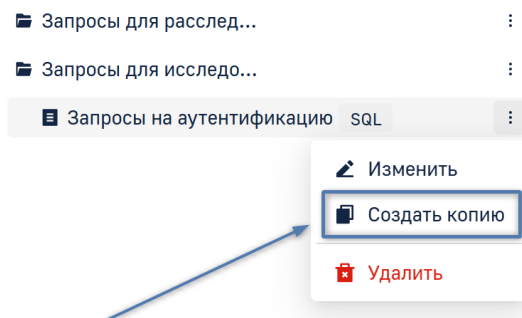 Запросы для расслед...
Запросы для исследо...
Запросы на аутентификацию SQL
Изменить
Создать копию
Удалить